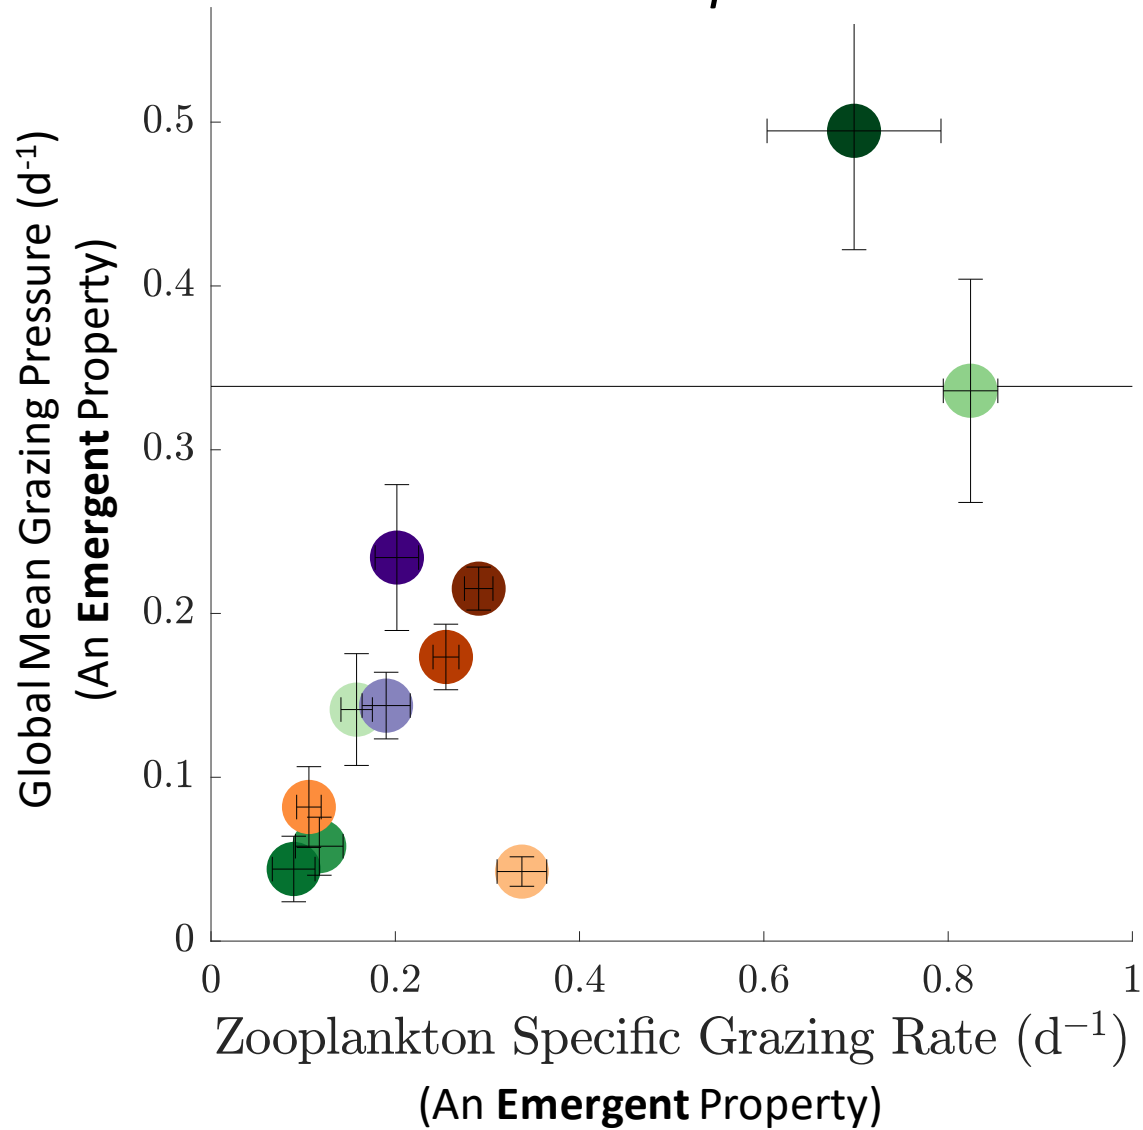 Global Mean Grazing Pressure (d-1)
(An Emergent Property)
0.5
0.4
0.3
0.2
0.1
0
0 0.2 0.4 0.6 0.8 1
Zooplankton Specific Grazing Rate (d−1)
(An Emergent Property)